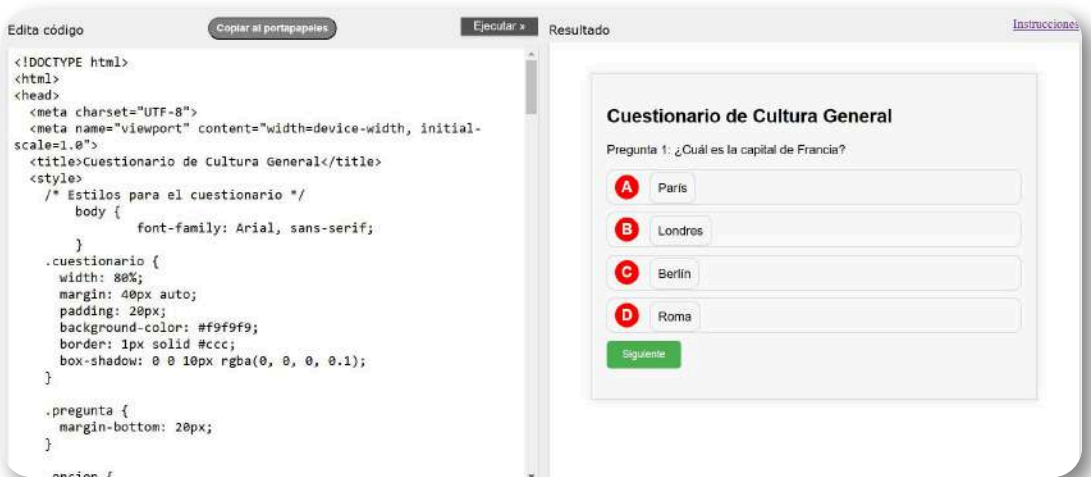 Edita código
Copiar al portapapeles
Ejecutar »
<!DOCTYPE html>
<html>
<head>
<meta charset="UTF-8">
<meta name="viewport" content="width=device-width, initial-
scale=1.0">
<title>Cuestionario de Cultura General</title>
<style>
/* Estilos para el cuestionario */
body {
font-family: Arial, sans-serif;
}
.cuestionario {
width: 80%;
margin: 40px auto;
padding: 20px;
background-color: #f9f9f9;
border: 1px solid #ccc;
box-shadow: 0 0 10px rgba(0, 0, 0, 0.1);
}
.pregunta {
margin-bottom: 20px;
}
.opcion {
Resultado
Instrucciones
Cuestionario de Cultura General
Pregunta 1: ¿Cuál es la capital de Francia?
A París
B Londres
C Berlín
D Roma
Siguiente